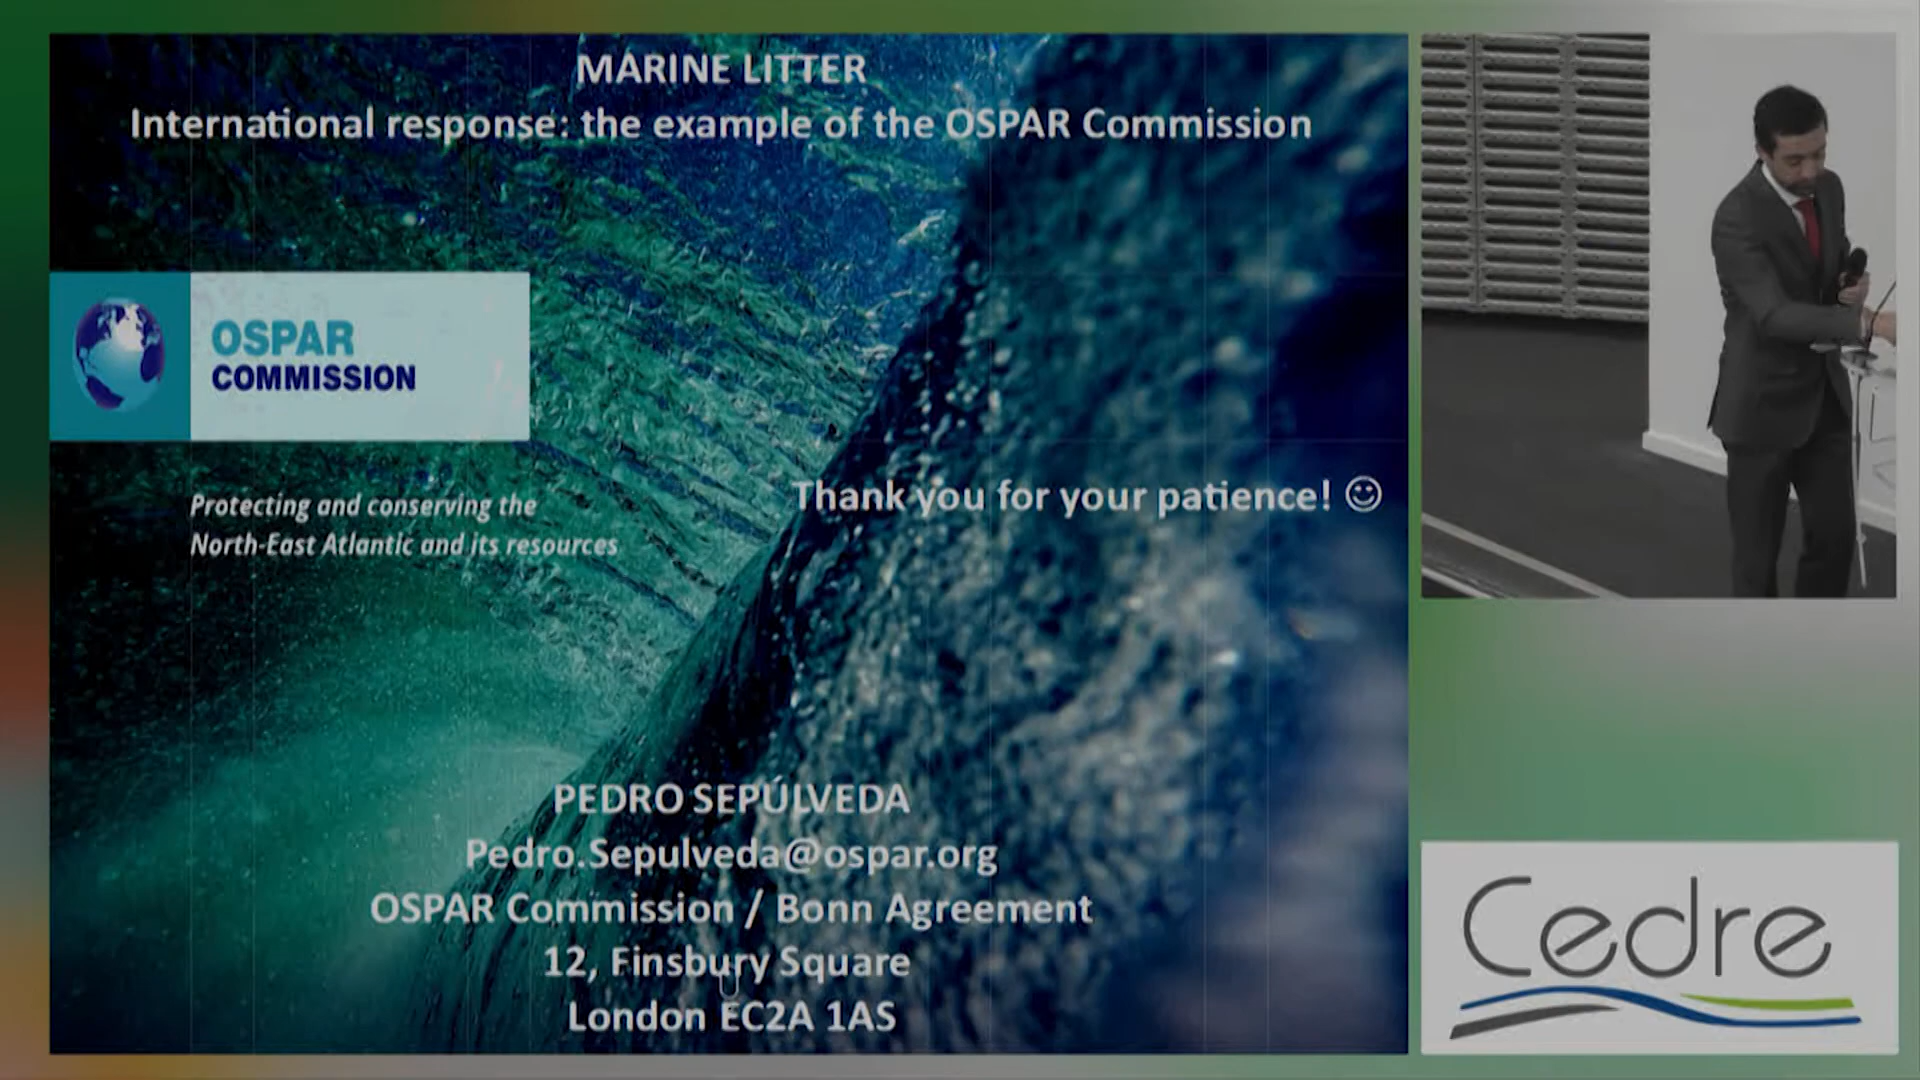 MARINE LITTER
International response: the example of the OSPAR Commission
OSPAR
COMMISSION
Protecting and conserving the
North-East Atlantic and its resources
Thank you for your patience! ☺
PEDRO SEPÚLVEDA
Pedro.Sepulveda@ospar.org
OSPAR Commission / Bonn Agreement
12, Finsbury Square
London EC2A 1AS
Cedre